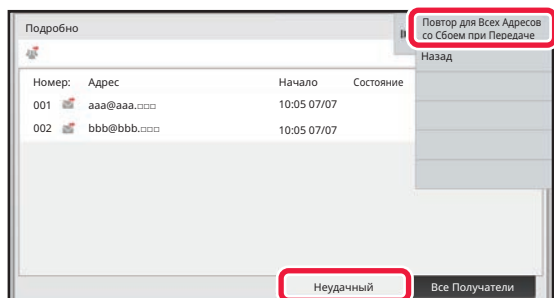 Подробно
Повтор для Всех Адресов
со Сбоем при Передаче
Назад
Номер: Адрес Начало Состояние
001 aaa@aaa.□□□ 10:05 07/07
002 bbb@bbb.□□□ 10:05 07/07
Неудачный Все Получатели